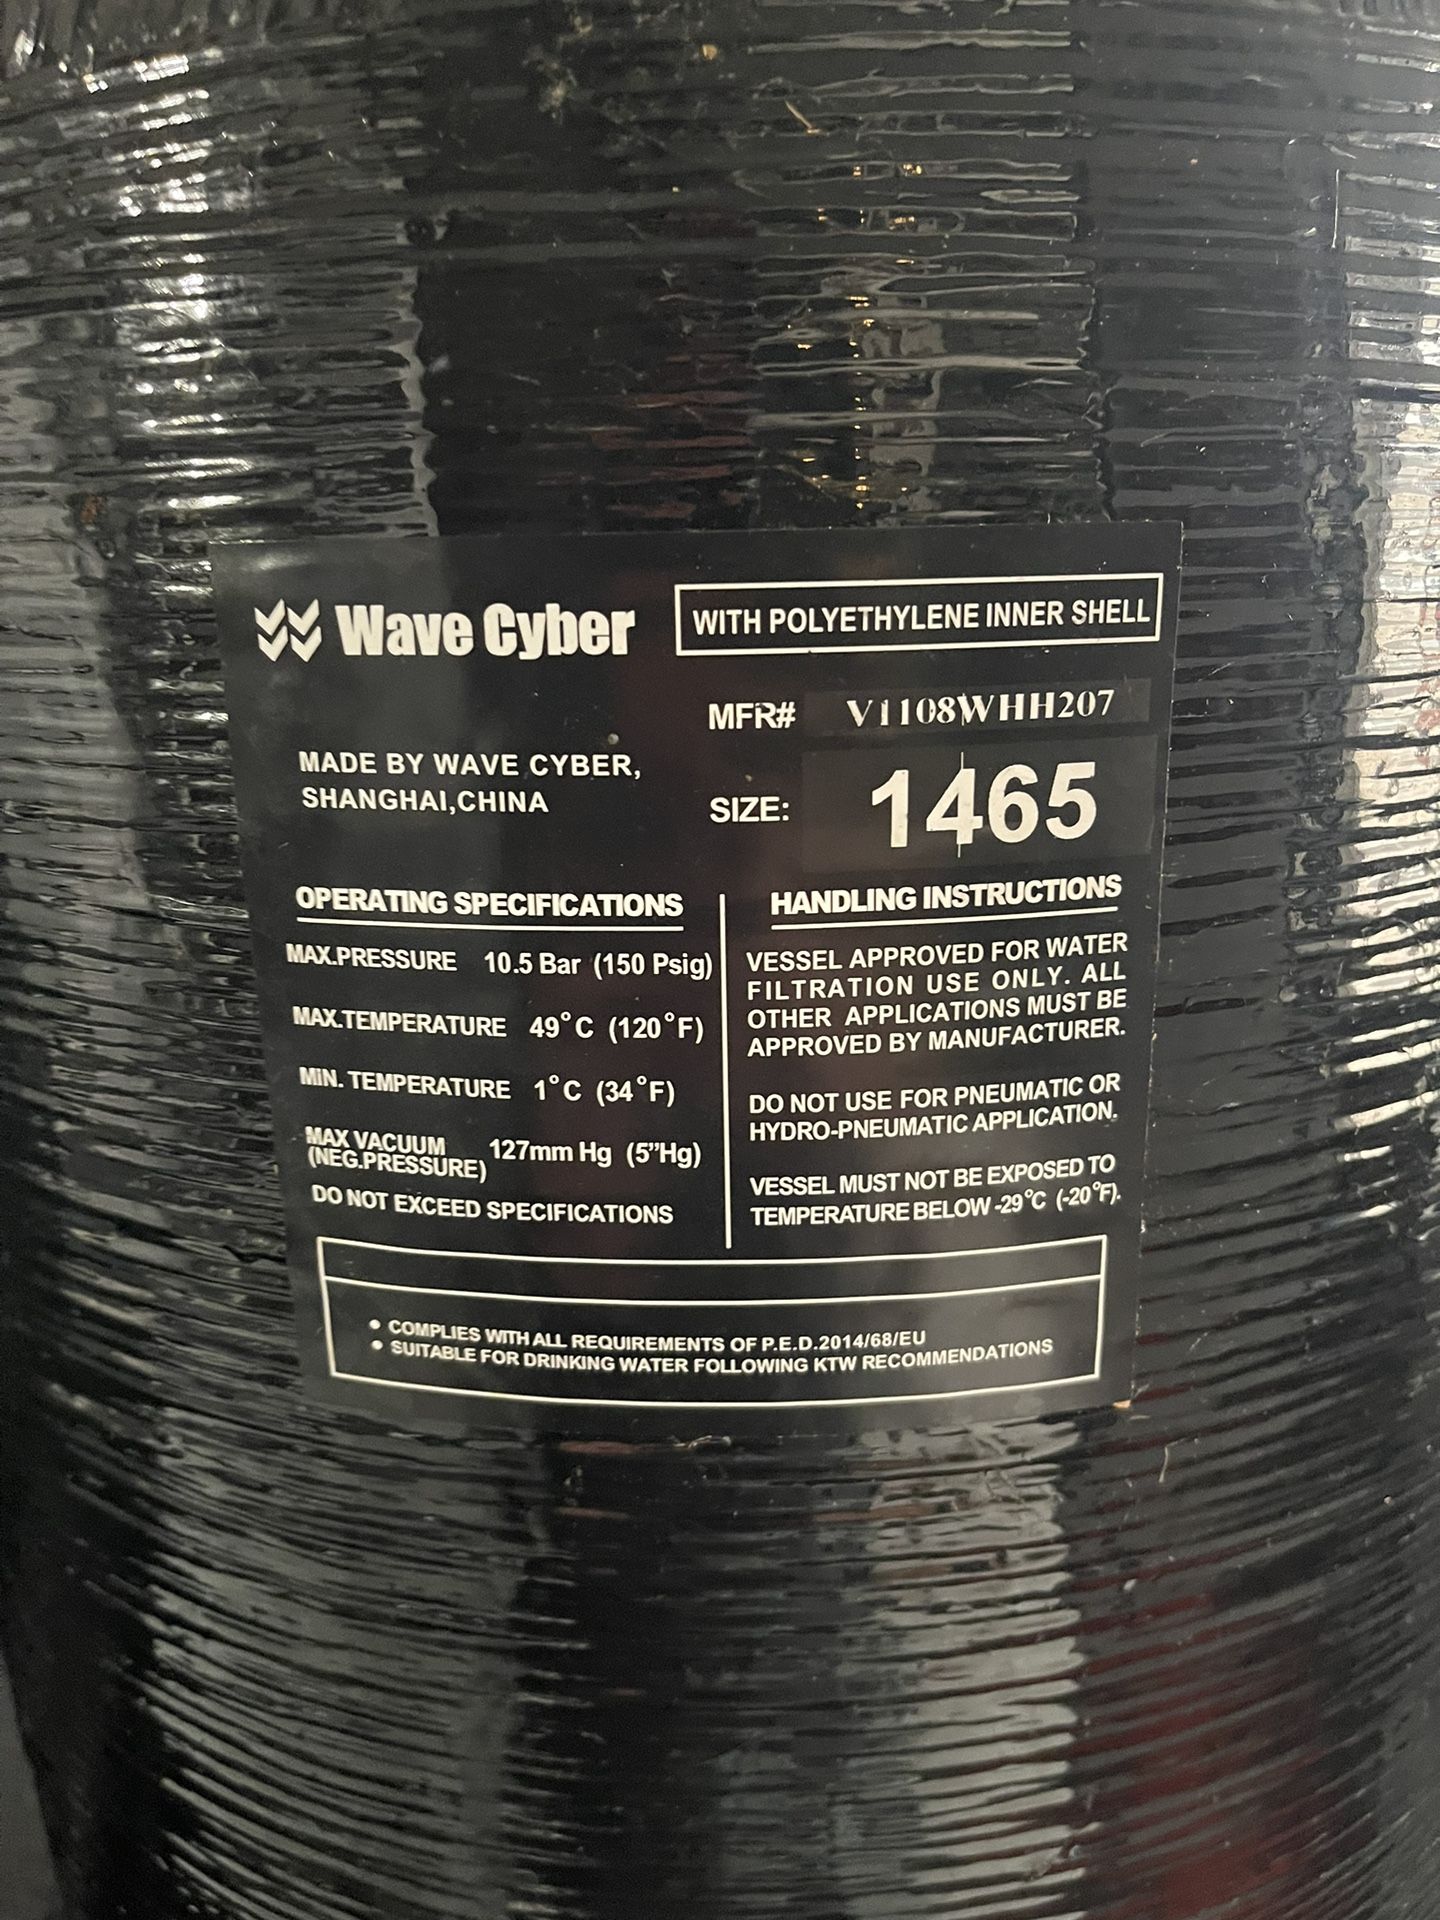 Wave Cyber
WITH POLYETHYLENE INNER SHELL
MFR# V1108WHH207
MADE BY WAVE CYBER,
SHANGHAI,CHINA
SIZE: 1465
OPERATING SPECIFICATIONS
MAX.PRESSURE 10.5 Bar (150 Psig)
MAX.TEMPERATURE 49°C (120°F)
MIN. TEMPERATURE 1°C (34°F)
MAX VACUUM
(NEG.PRESSURE) 127mm Hg (5”Hg)
DO NOT EXCEED SPECIFICATIONS
HANDLING INSTRUCTIONS
VESSEL APPROVED FOR WATER
FILTRATION USE ONLY. ALL
OTHER APPLICATIONS MUST BE
APPROVED BY MANUFACTURER.
DO NOT USE FOR PNEUMATIC OR
HYDRO-PNEUMATIC APPLICATION.
VESSEL MUST NOT BE EXPOSED TO
TEMPERATURE BELOW -29°C (-20°F).
• COMPLIES WITH ALL REQUIREMENTS OF P.E.D.2014/68/EU
• SUITABLE FOR DRINKING WATER FOLLOWING KTW RECOMMENDATIONS